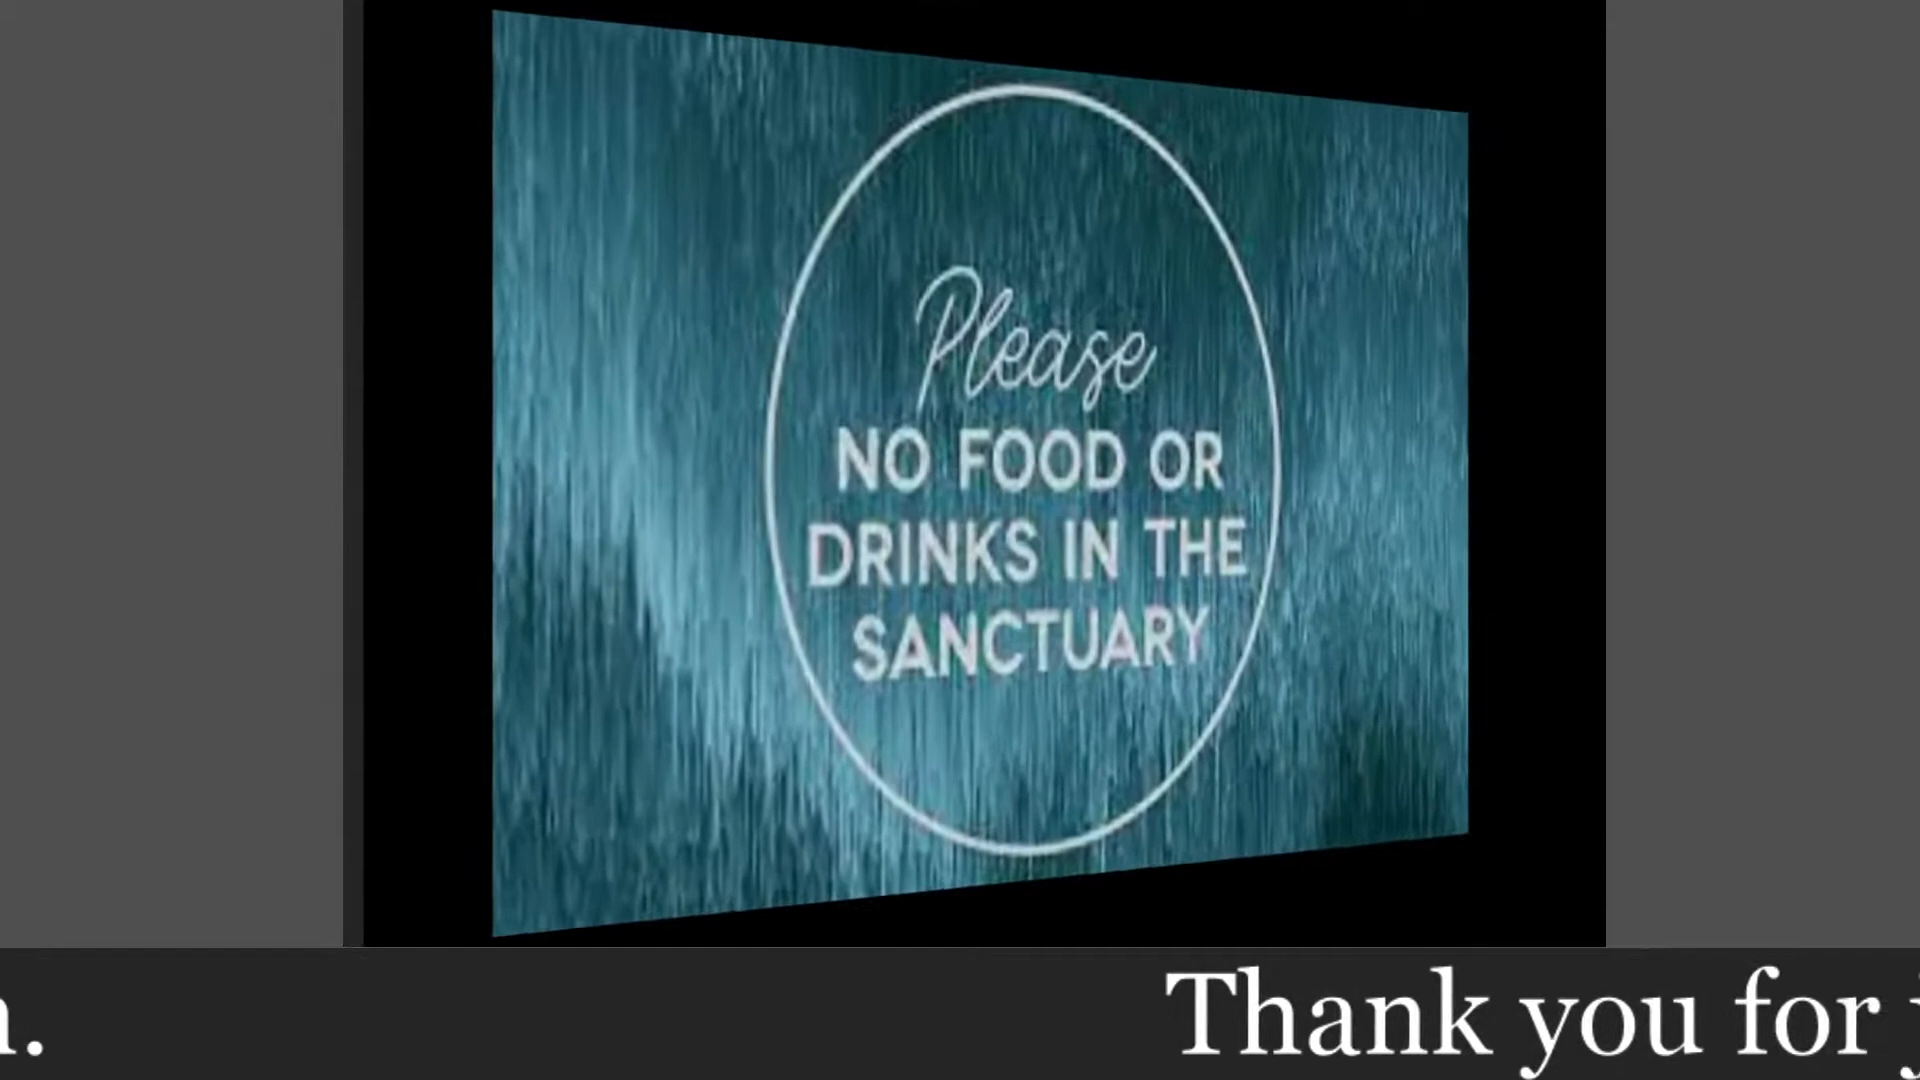 Please
NO FOOD OR
DRINKS IN THE
SANCTUARY
Thank you for